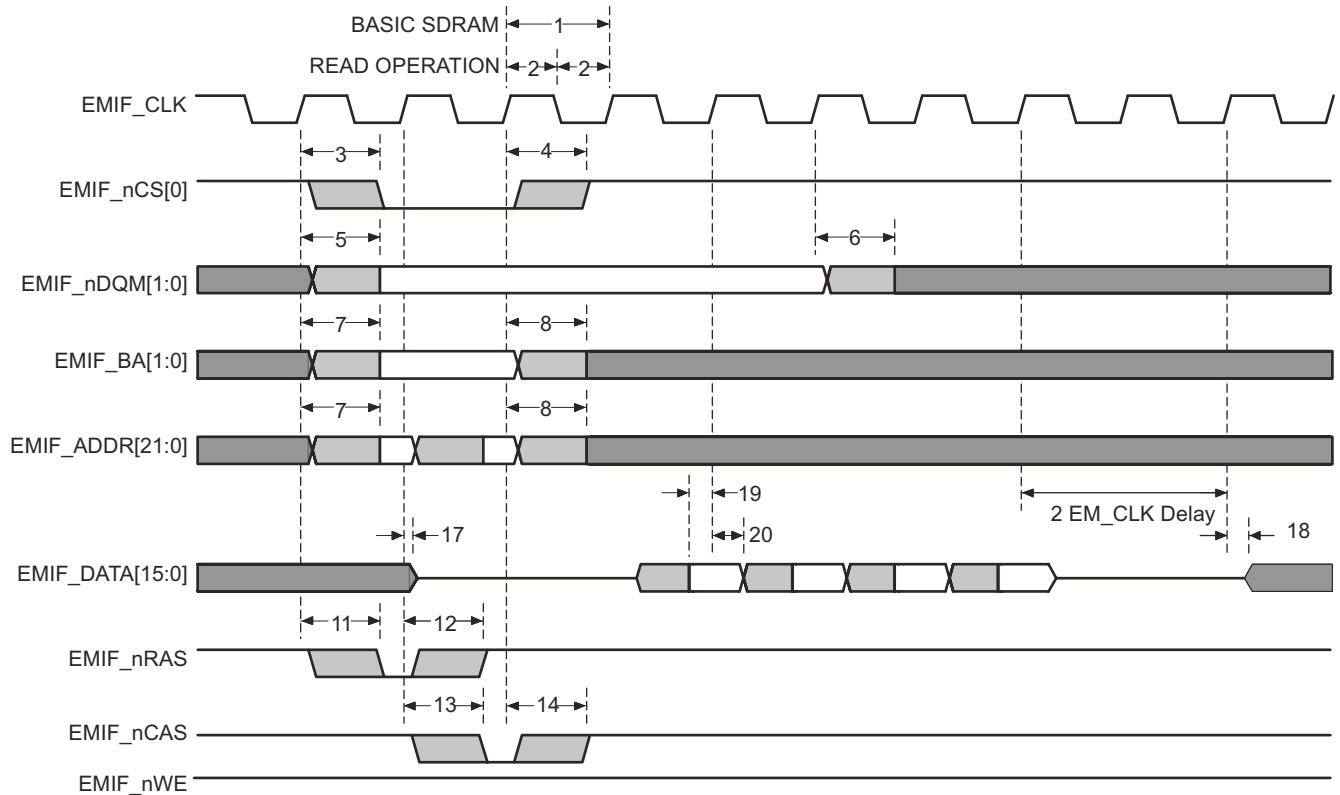 BASIC SDRAM 1
READ OPERATION 2 2
EMIF_CLK
3 4
EMIF_nCS[0]
5 6
EMIF_nDQM[1:0]
7 8
EMIF_BA[1:0]
7 8
EMIF_ADDR[21:0]
19
2 EM_CLK Delay
17 20 18
EMIF_DATA[15:0]
11 12
EMIF_nRAS
13 14
EMIF_nCAS
EMIF_nWE